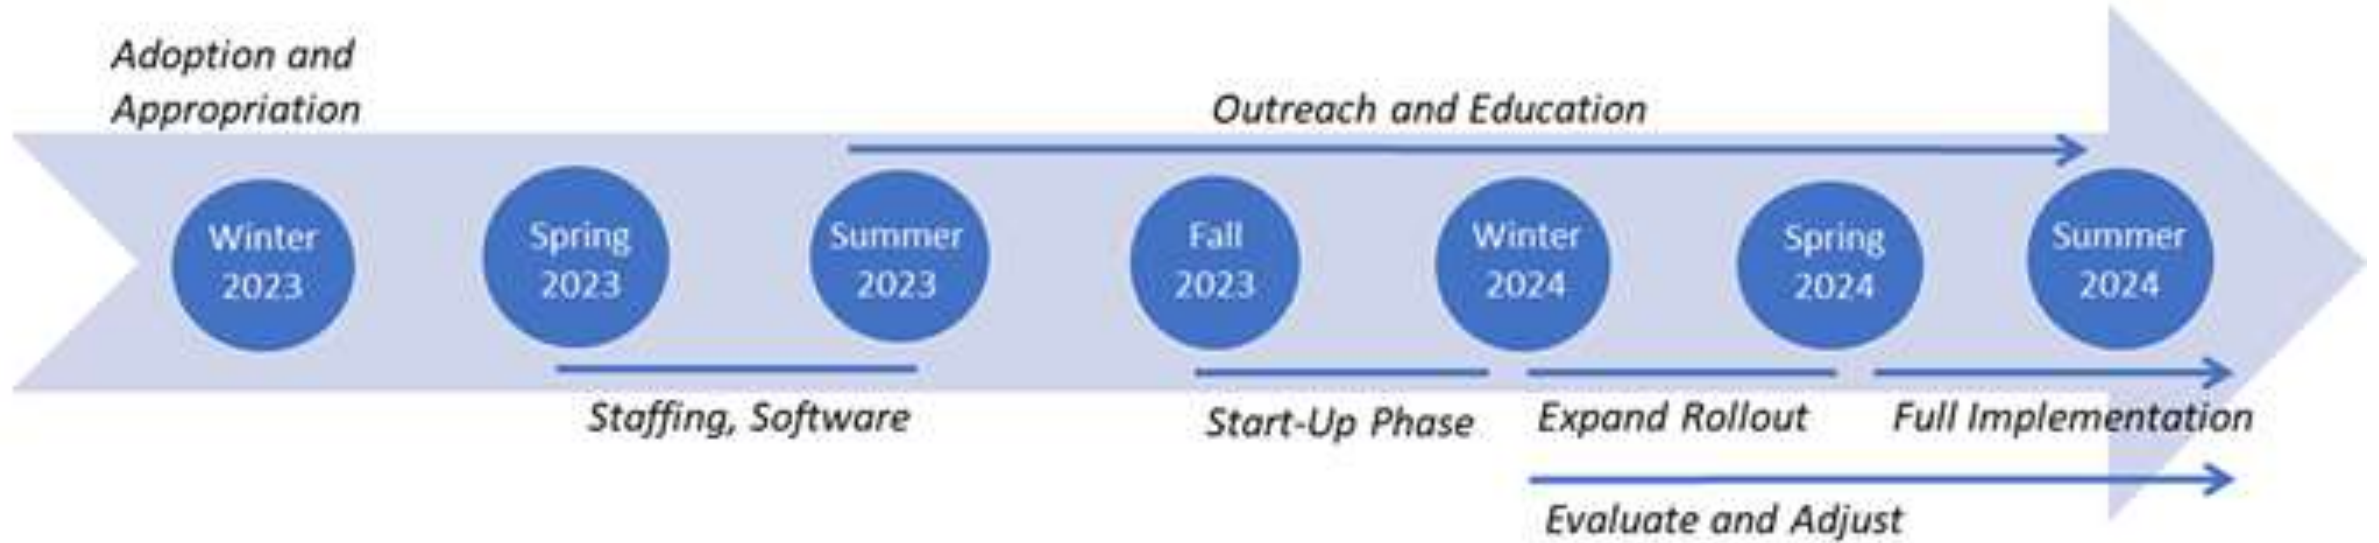 Adoption and
Appropriation
Outreach and Education
Winter
2023
Spring
2023
Summer
2023
Fall
2023
Winter
2024
Spring
2024
Summer
2024
Staffing, Software
Start-Up Phase
Expand Rollout
Full Implementation
Evaluate and Adjust